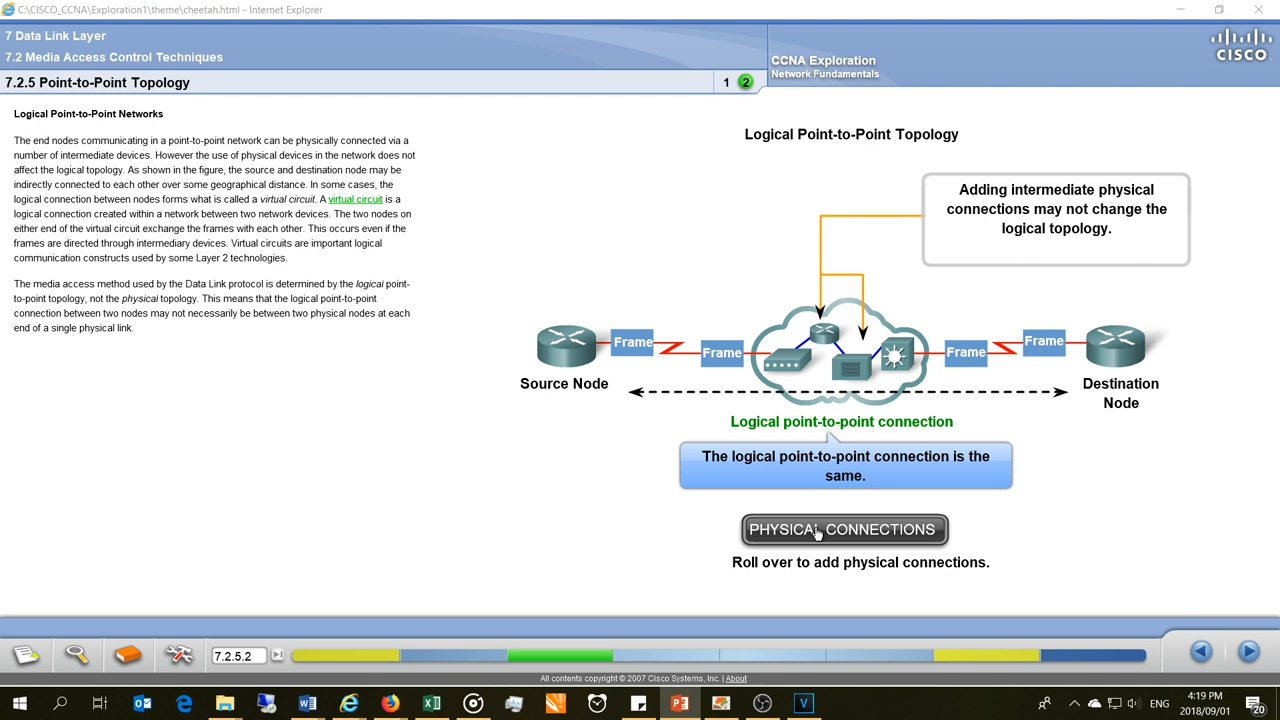 C:\CISCO_CCNA\Exploration1\theme\cheetah.html - Internet Explorer
7 Data Link Layer
7.2 Media Access Control Techniques
7.2.5 Point-to-Point Topology
1 2
CCNA Exploration
Network Fundamentals
CISCO
Logical Point-to-Point Networks
The end nodes communicating in a point-to-point network can be physically connected via a
number of intermediate devices. However the use of physical devices in the network does not
affect the logical topology. As shown in the figure, the source and destination node may be
indirectly connected to each other over some geographical distance. In some cases, the
logical connection between nodes forms what is called a virtual circuit. A virtual circuit is a
logical connection created within a network between two network devices. The two nodes on
either end of the virtual circuit exchange the frames with each other. This occurs even if the
frames are directed through intermediary devices. Virtual circuits are important logical
communication constructs used by some Layer 2 technologies.
The media access method used by the Data Link protocol is determined by the logical point-
to-point topology, not the physical topology. This means that the logical point-to-point
connection between two nodes may not necessarily be between two physical nodes at each
end of a single physical link.
Logical Point-to-Point Topology
Adding intermediate physical
connections may not change the
logical topology.
Frame
Frame
Frame
Frame
Source Node
Destination
Node
Logical point-to-point connection
The logical point-to-point connection is the
same.
PHYSICAL CONNECTIONS
Roll over to add physical connections.
7.2.5.2
All contents copyright © 2007 Cisco Systems, Inc. | About
4:19 PM
2018/09/01
20